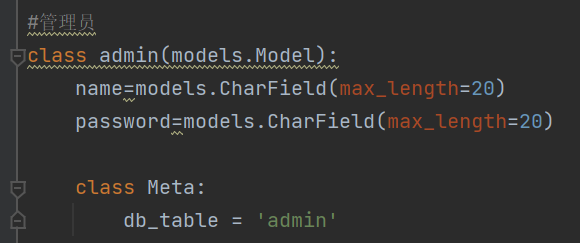 #管理员
class admin(models.Model):
    name=models.CharField(max_length=20)
    password=models.CharField(max_length=20)
    class Meta:
        db_table = 'admin'